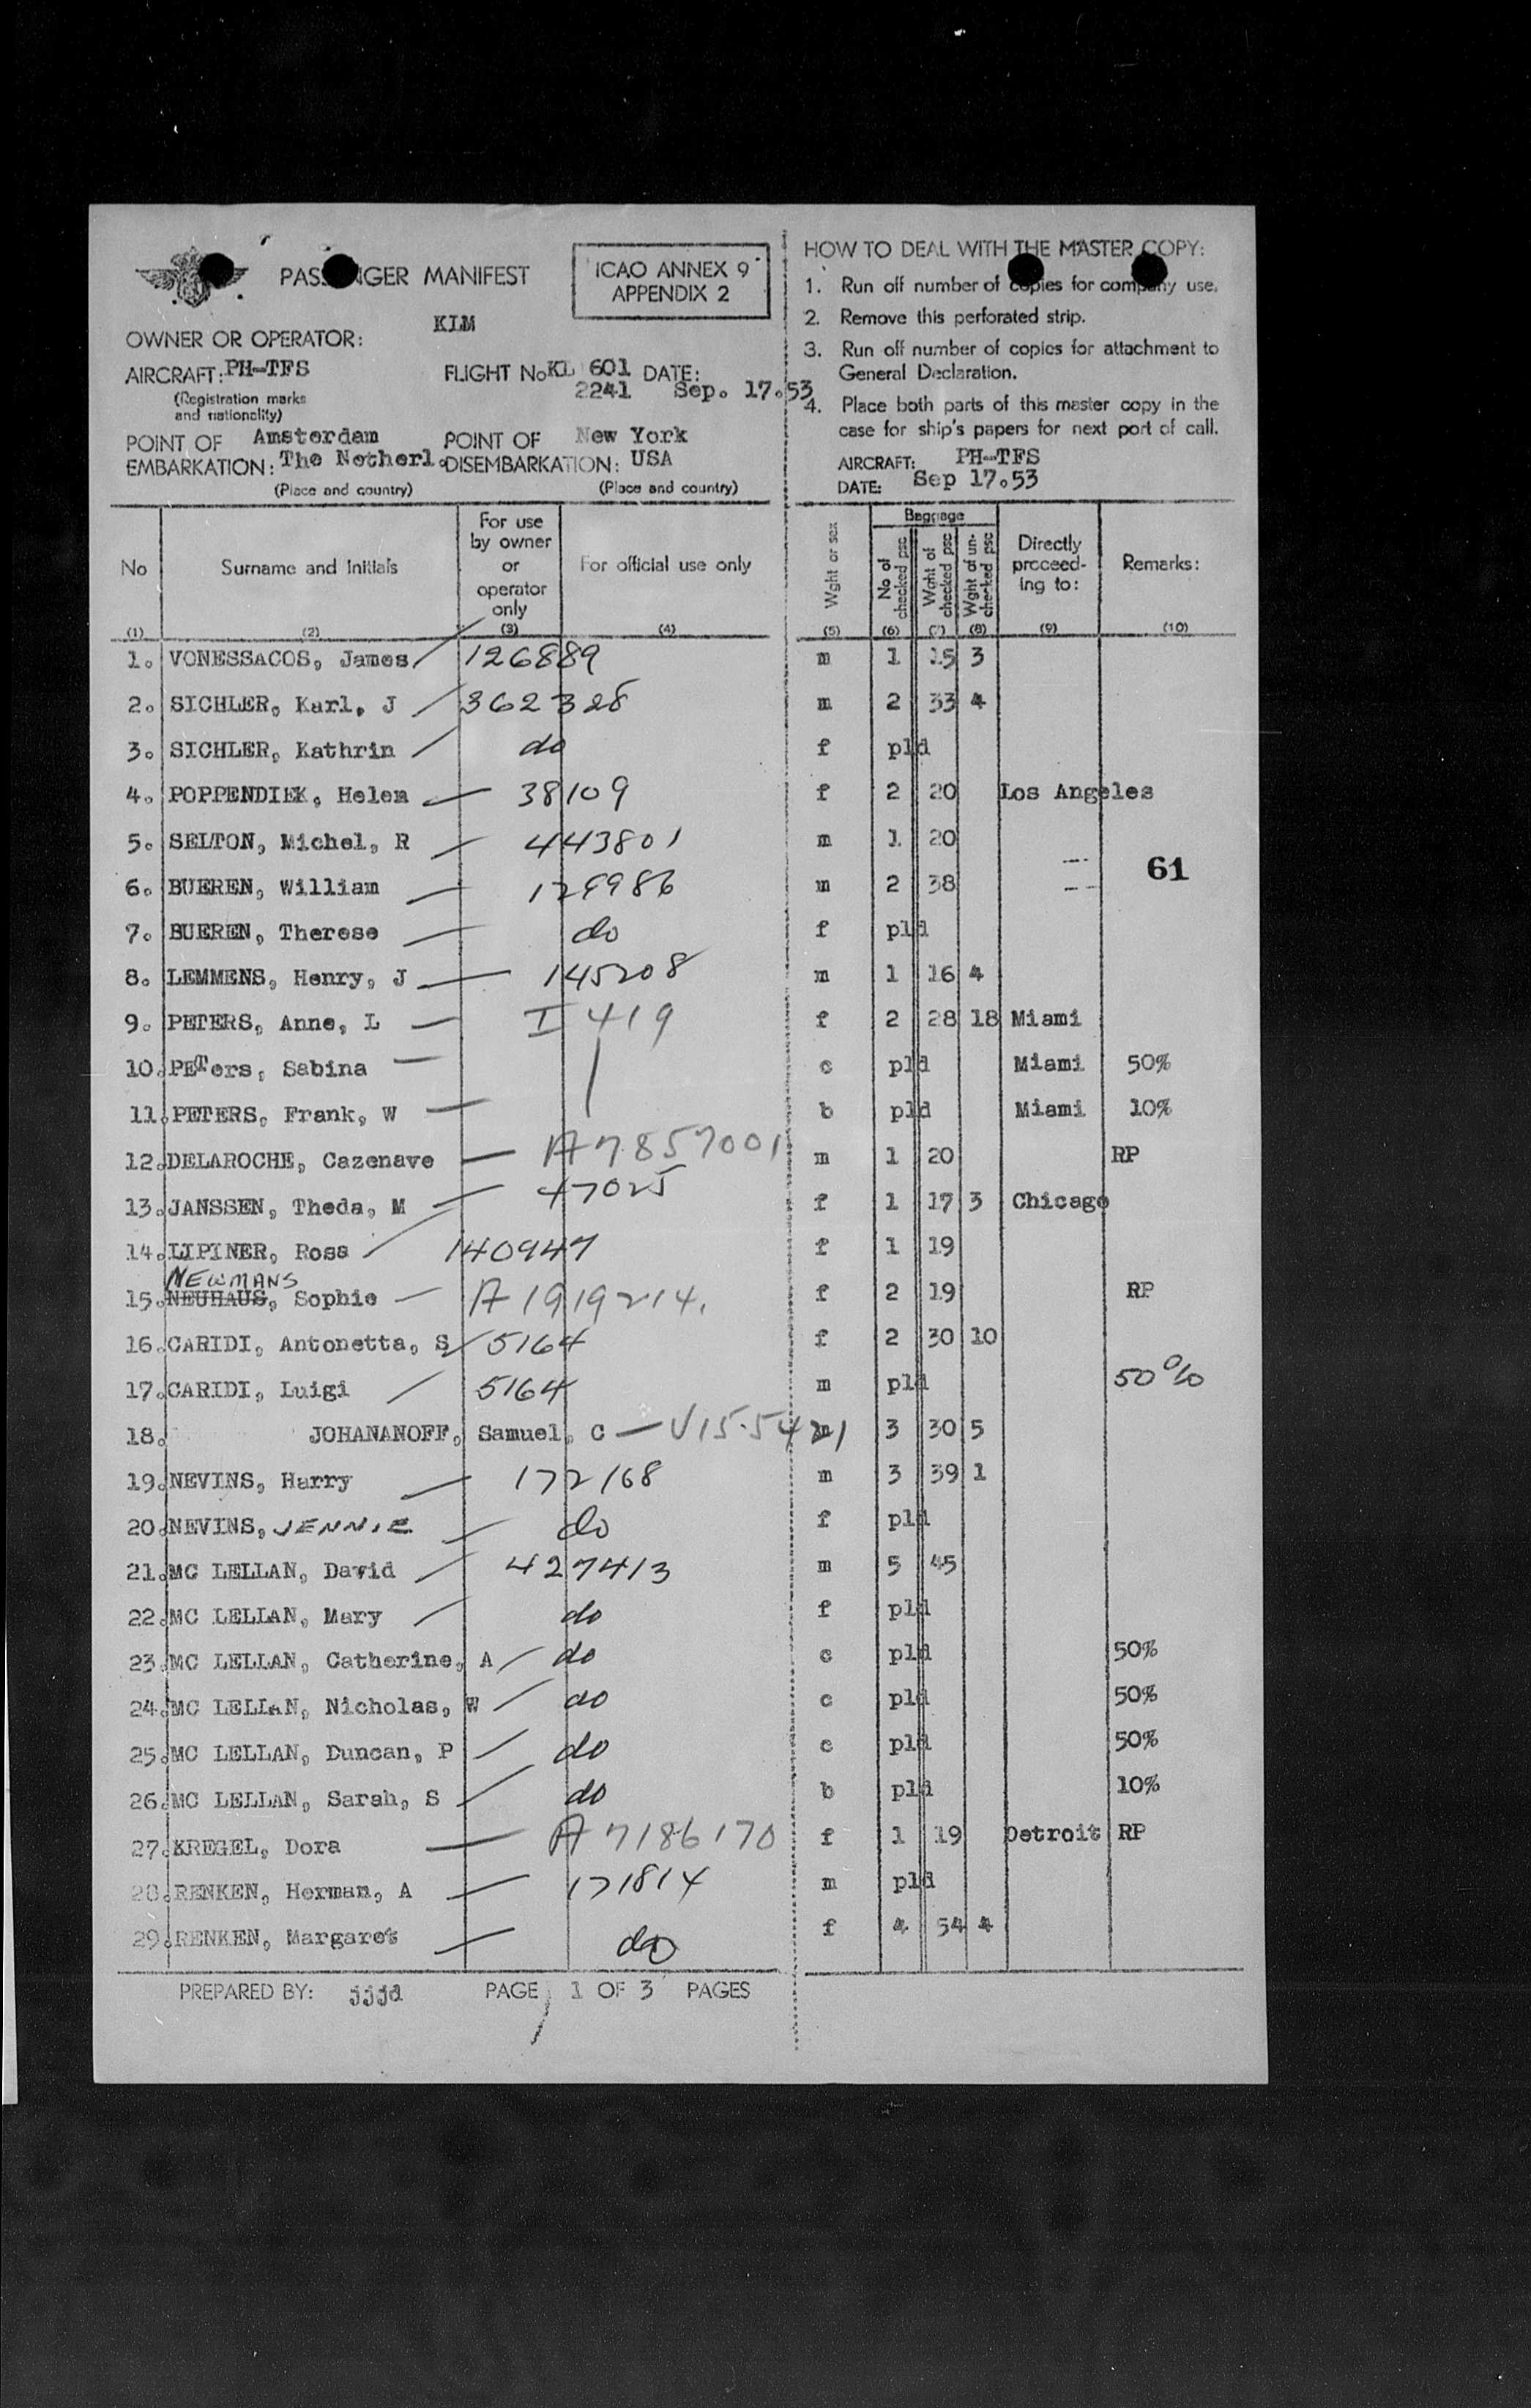 PASSENGER MANIFEST
ICAO ANNEX 9
APPENDIX 2
OWNER OR OPERATOR: KLM
AIRCRAFT: PH-TFS
(Registration marks
and nationality)
FLIGHT No KL 601 DATE:
2241 Sep. 17.53
POINT OF Amsterdam
EMBARKATION: The Netherl.
(Place and country)
POINT OF New York
DISEMBARKATION: USA
(Place and country)
HOW TO DEAL WITH THE MASTER COPY:
1. Run off number of copies for company use.
2. Remove this perforated strip.
3. Run off number of copies for attachment to
General Declaration.
4. Place both parts of this master copy in the
case for ship's papers for next port of call.
AIRCRAFT: PH-TFS
DATE: Sep 17.53
No (1)
Surname and Initials (2)
For use by owner or operator only (3)
For official use only (4)
Wght or sex (5)
Baggage
No of checked psc (6)
Wght of checked psc (7)
Wght of un-checked psc (8)
Directly proceed-ing to: (9)
Remarks: (10)
1. VONESSACOS, James 126889 m 1 15 3
2. SICHLER, Karl, J 362328 m 2 33 4
3. SICHLER, Kathrin do f pld
4. POPPENDIEK, Helen 38109 f 2 20 Los Angeles
5. SELTON, Michel, R 443801 m 1 20
6. BUEREN, William 129986 m 2 38
61
7. BUEREN, Therese do f pld
8. LEMMENS, Henry, J 145208 m 1 16 4
9. PETERS, Anne, L I 419 f 2 28 18 Miami
10. PETers, Sabina c pld Miami 50%
11. PETERS, Frank, W b pld Miami 10%
12. DELAROCHE, Cazenave A7857001 m 1 20 RP
13. JANSSEN, Theda, M 47025 f 1 17 3 Chicago
14. LIPINER, Rosa 140947 f 1 19
NEWMANS
15. NEUHAUS, Sophie A1919214. f 2 19 RP
16. CARIDI, Antonetta, S 5164 f 2 30 10
17. CARIDI, Luigi 5164 m pld 50%
18. JOHANANOFF, Samuel, C V15-5421 m 3 30 5
19. NEVINS, Harry 172168 m 3 39 1
20. NEVINS, JENNIE do f pld
21. MC LELLAN, David 427413 m 5 45
22. MC LELLAN, Mary do f pld
23. MC LELLAN, Catherine, A do c pld 50%
24. MC LELLAN, Nicholas, W do c pld 50%
25. MC LELLAN, Duncan, P do c pld 50%
26. MC LELLAN, Sarah, S do b pld 10%
27. KREGEL, Dora A7186170 f 1 19 Detroit RP
28. RENKEN, Herman, A 171814 m pld
29. RENKEN, Margaret do f 4 54 4
PREPARED BY: jjjd PAGE 1 OF 3 PAGES